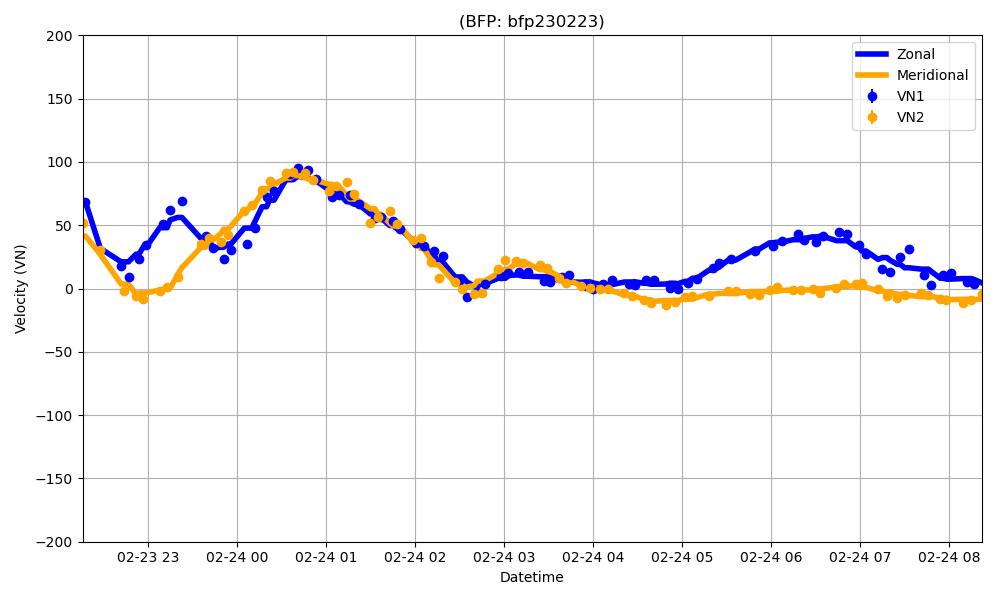 (BFP: bfp230223)
Zonal
Meridional
VN1
VN2
Velocity (VN)
200
150
100
50
0
−50
−100
−150
−200
02-23 23
02-24 00
02-24 01
02-24 02
02-24 03
02-24 04
02-24 05
02-24 06
02-24 07
02-24 08
Datetime